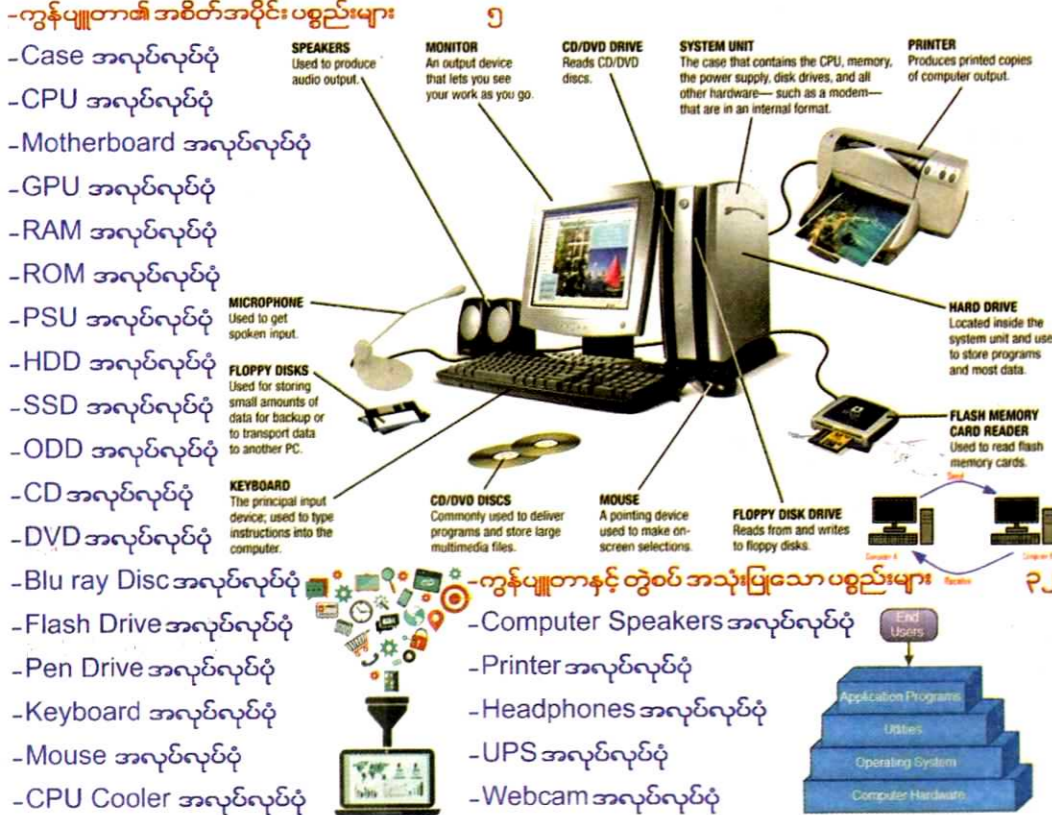 -ကွန်ပျူတာ၏ အစိတ်အပိုင်း ပစ္စည်းများ ၅
-Case အလုပ်လုပ်ပုံ
-CPU အလုပ်လုပ်ပုံ
-Motherboard အလုပ်လုပ်ပုံ
-GPU အလုပ်လုပ်ပုံ
-RAM အလုပ်လုပ်ပုံ
-ROM အလုပ်လုပ်ပုံ
-PSU အလုပ်လုပ်ပုံ
-HDD အလုပ်လုပ်ပုံ
-SSD အလုပ်လုပ်ပုံ
-ODD အလုပ်လုပ်ပုံ
-CD အလုပ်လုပ်ပုံ
-DVD အလုပ်လုပ်ပုံ
-Blu ray Disc အလုပ်လုပ်ပုံ
-Flash Drive အလုပ်လုပ်ပုံ
-Pen Drive အလုပ်လုပ်ပုံ
-Keyboard အလုပ်လုပ်ပုံ
-Mouse အလုပ်လုပ်ပုံ
-CPU Cooler အလုပ်လုပ်ပုံ
SPEAKERS
Used to produce
audio output.
MONITOR
An output device
that lets you see
your work as you go.
CD/DVD DRIVE
Reads CD/DVD
discs.
SYSTEM UNIT
The case that contains the CPU, memory,
the power supply, disk drives, and all
other hardware— such as a modem—
that are in an internal format.
PRINTER
Produces printed copies
of computer output.
MICROPHONE
Used to get
spoken input.
FLOPPY DISKS
Used for storing
small amounts of
data for backup or
to transport data
to another PC.
KEYBOARD
The principal input
device; used to type
instructions into the
computer.
CD/DVD DISCS
Commonly used to deliver
programs and store large
multimedia files.
MOUSE
A pointing device
used to make on-
screen selections.
FLOPPY DISK DRIVE
Reads from and writes
to floppy disks.
HARD DRIVE
Located inside the
system unit and use
to store programs
and most data.
FLASH MEMORY
CARD READER
Used to read flash
memory cards.
Send
Computer A
Computer
Receive
-ကွန်ပျူတာနှင့် တွဲစပ် အသုံးပြုသော ပစ္စည်းများ ၃
-Computer Speakers အလုပ်လုပ်ပုံ
-Printer အလုပ်လုပ်ပုံ
-Headphones အလုပ်လုပ်ပုံ
-UPS အလုပ်လုပ်ပုံ
-Webcam အလုပ်လုပ်ပုံ
End
Users
Application Programs
Utilities
Operating System
Computer Hardware